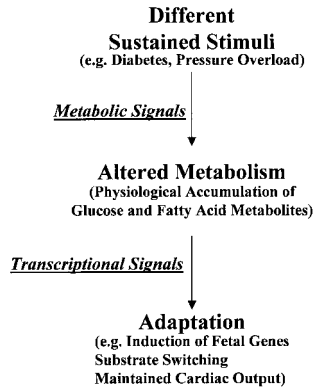 Different
Sustained Stimuli
(e.g. Diabetes, Pressure Overload)
Metabolic Signals
Altered Metabolism
(Physiological Accumulation of
Glucose and Fatty Acid Metabolites)
Transcriptional Signals
Adaptation
(e.g. Induction of Fetal Genes
Substrate Switching
Maintained Cardiac Output)